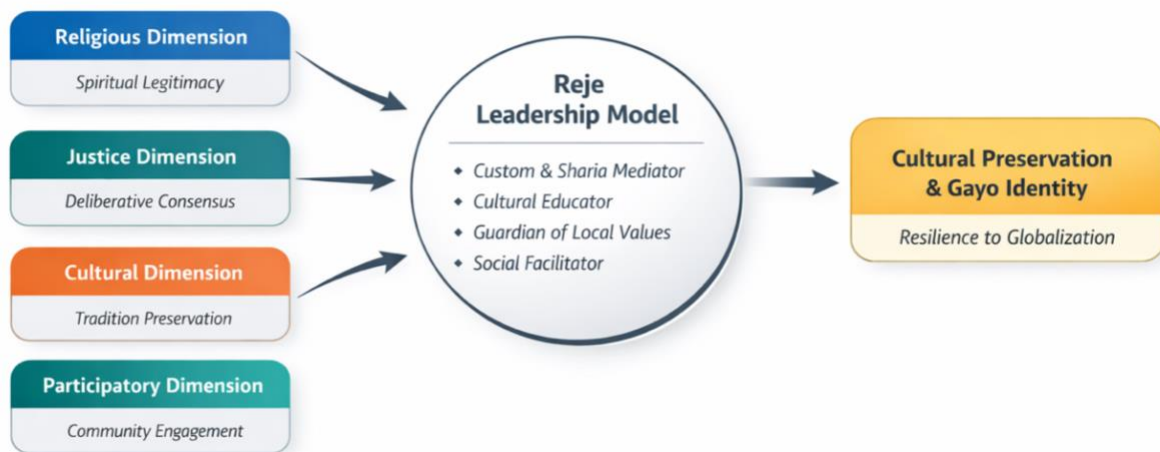 Religious Dimension
Spiritual Legitimacy
Justice Dimension
Deliberative Consensus
Cultural Dimension
Tradition Preservation
Participatory Dimension
Community Engagement
Reje
Leadership Model
◆ Custom & Sharia Mediator
◆ Cultural Educator
◆ Guardian of Local Values
◆ Social Facilitator
Cultural Preservation
& Gayo Identity
Resilience to Globalization